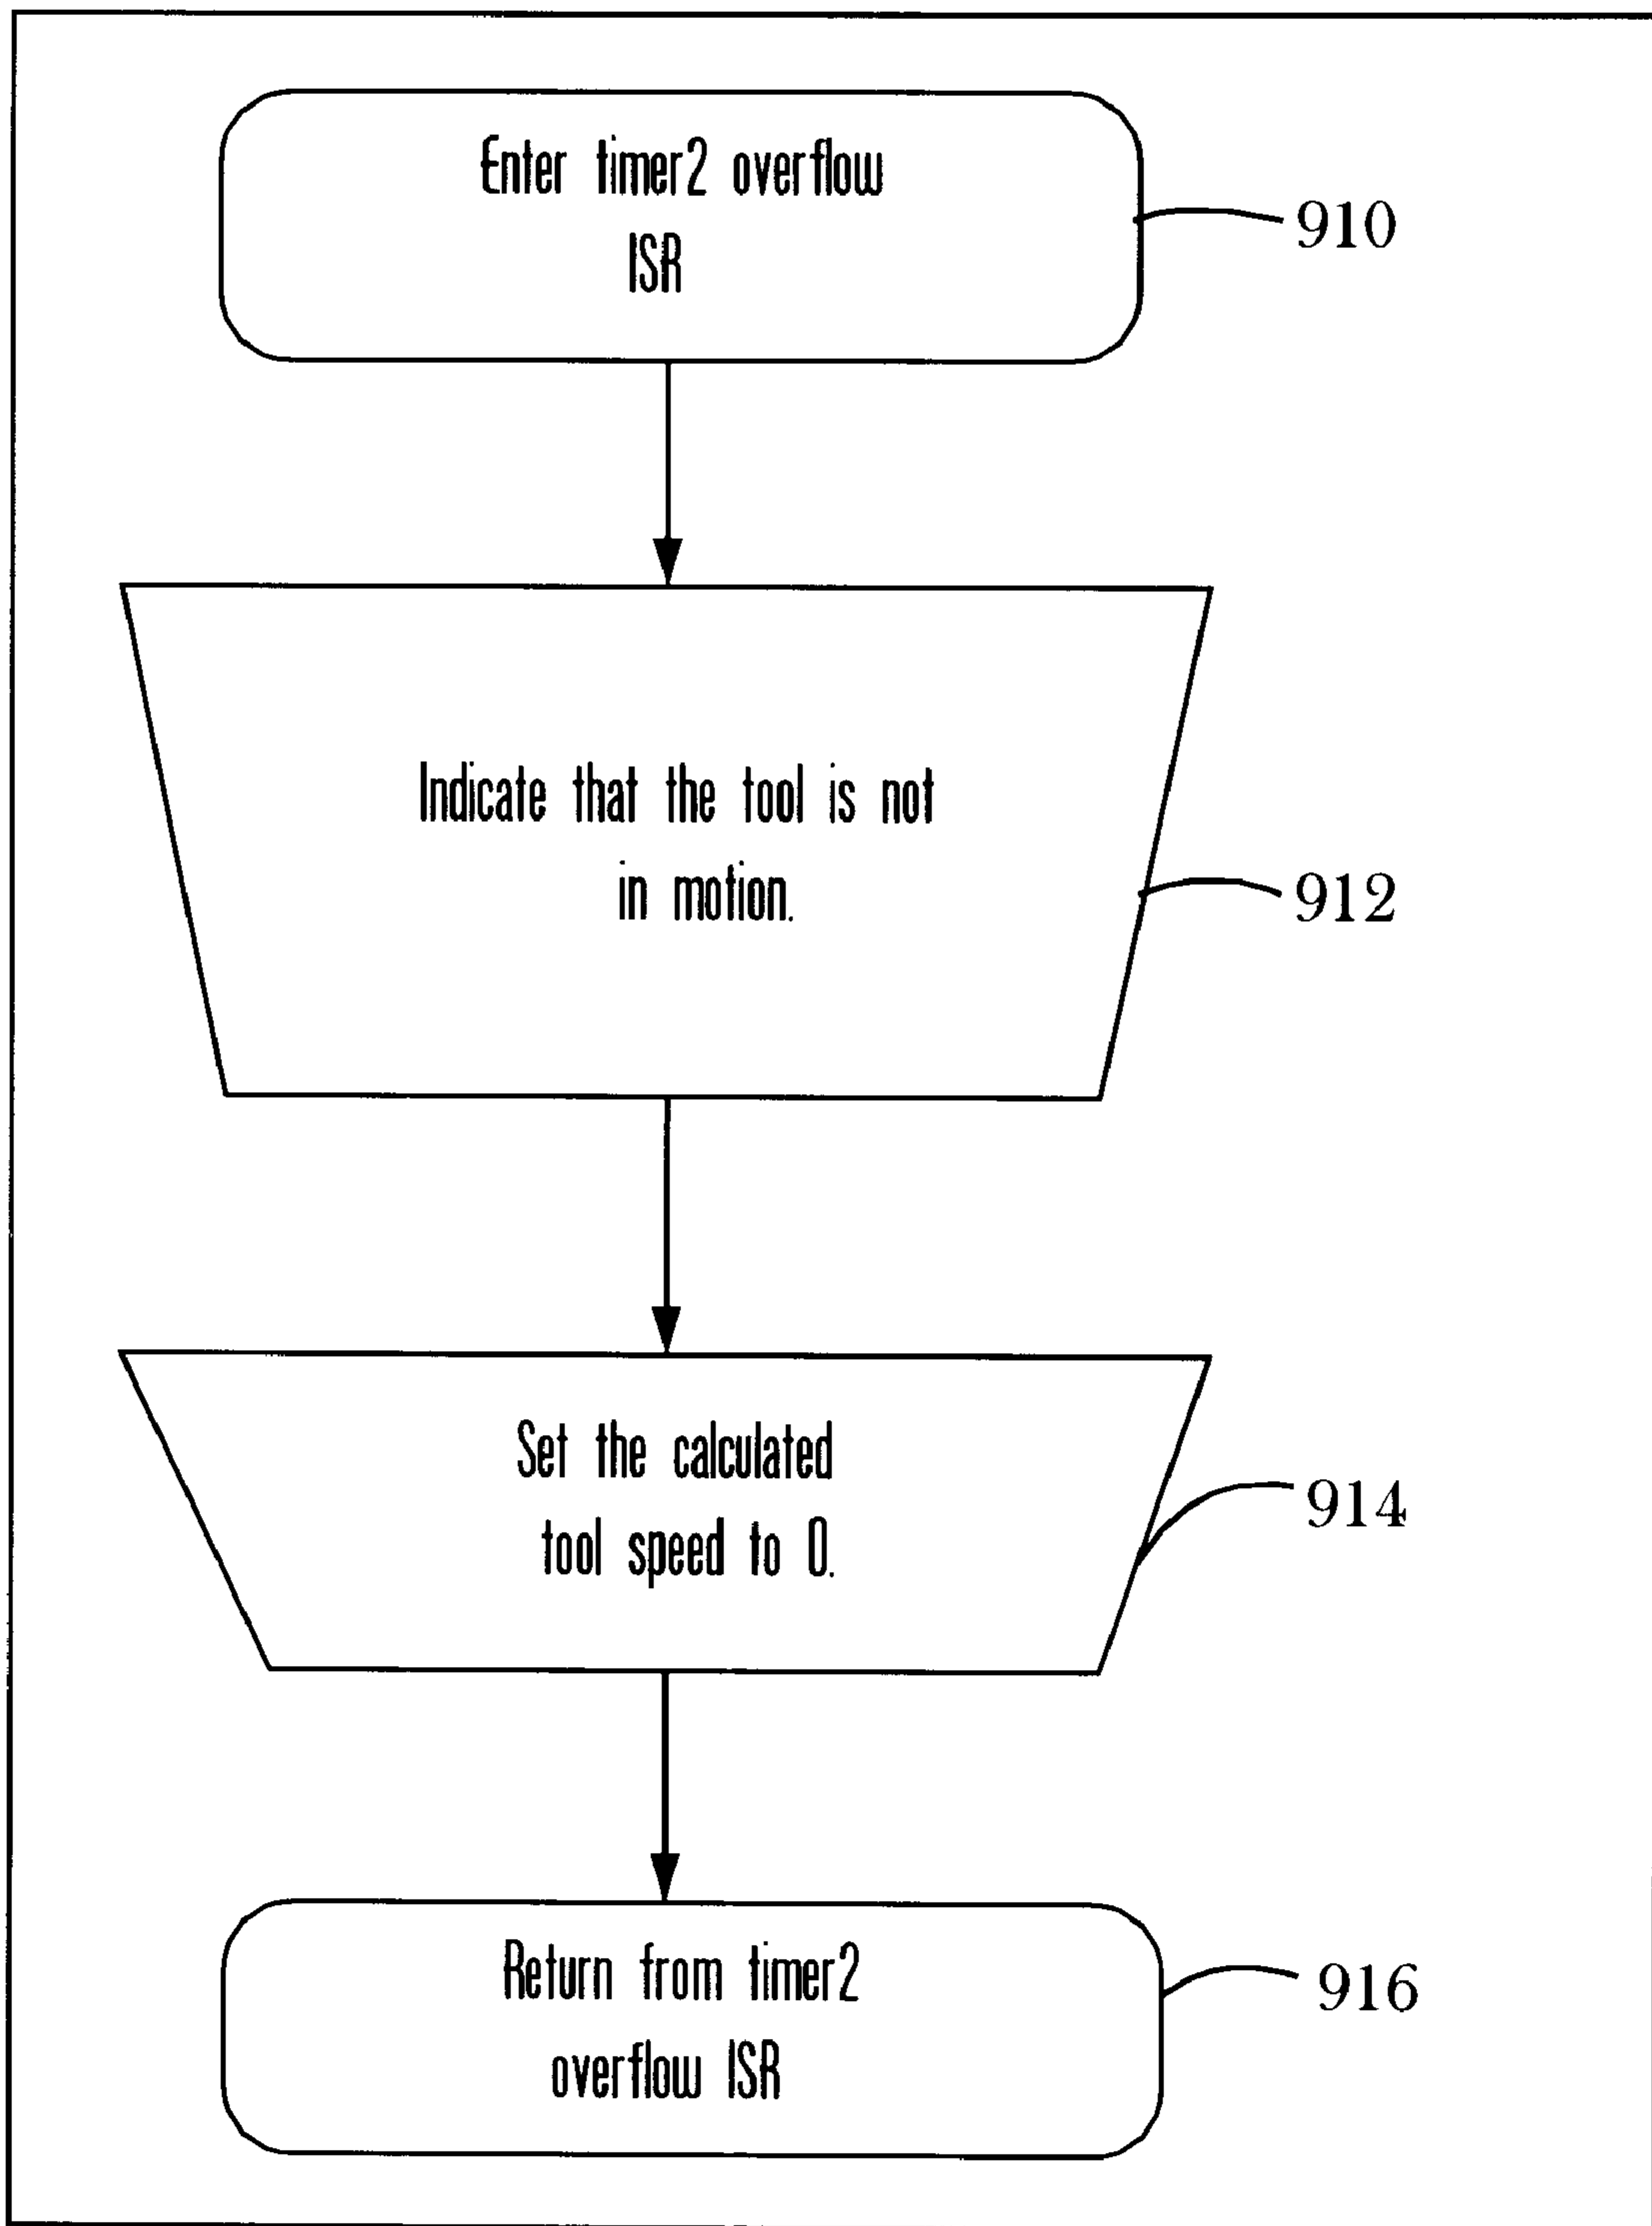 Enter timer2 overflow
ISR
910
Indicate that the tool is not
in motion.
912
Set the calculated
tool speed to 0.
914
Return from timer2
overflow ISR
916